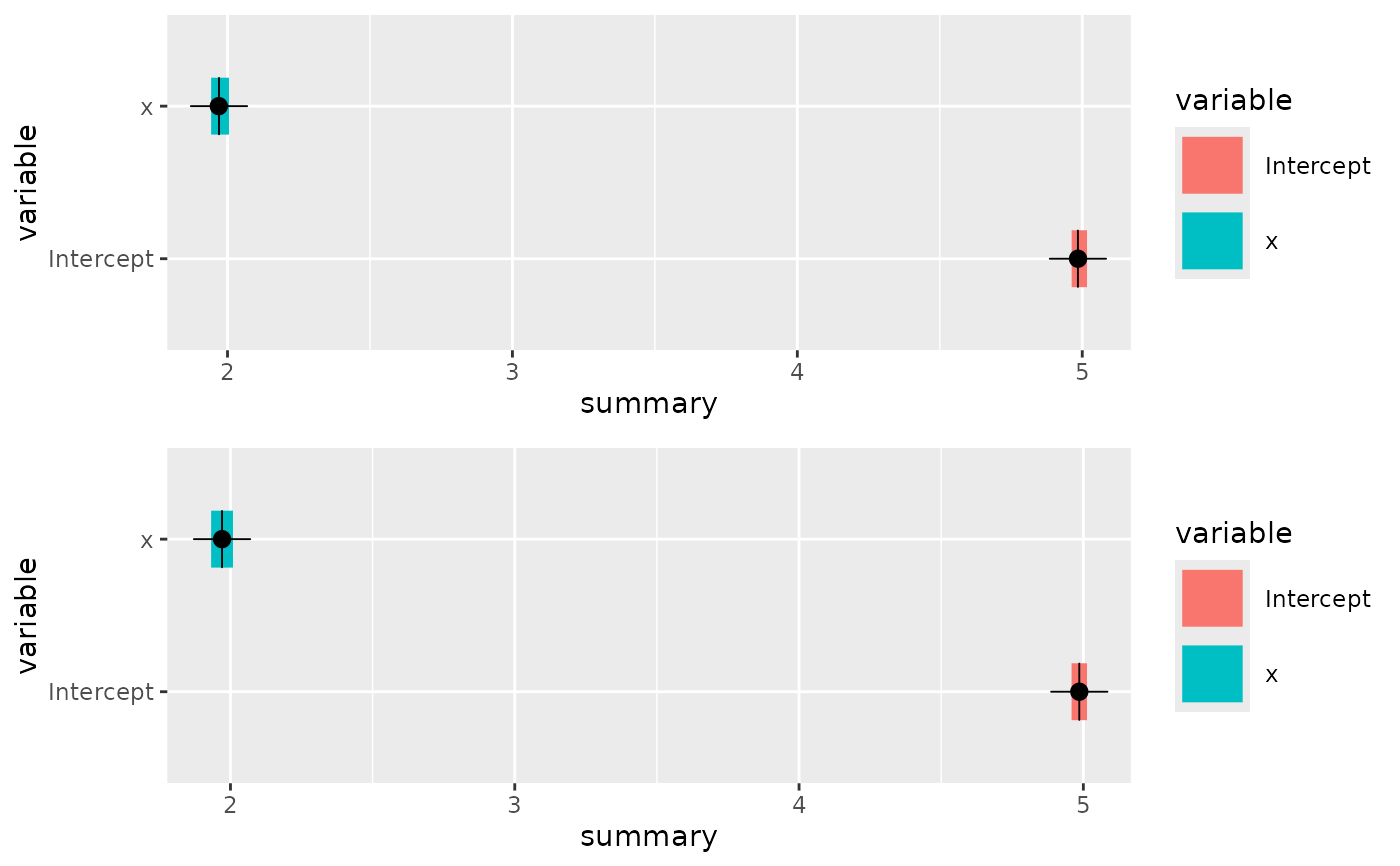 variable
x
Intercept
2 3 4 5
summary
variable
Intercept
x
variable
x
Intercept
2 3 4 5
summary
variable
Intercept
x